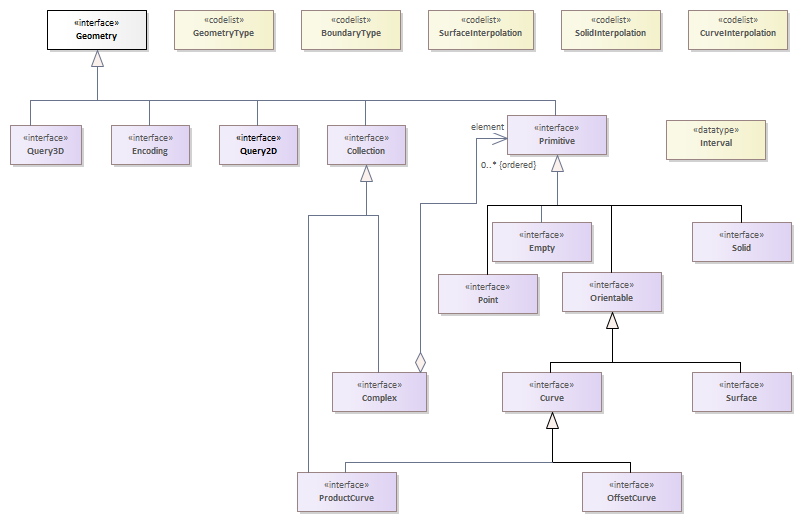 «interface»
Geometry
«codelist»
GeometryType
«codelist»
BoundaryType
«codelist»
SurfaceInterpolation
«codelist»
SolidInterpolation
«codelist»
CurveInterpolation
«interface»
Query3D
«interface»
Encoding
«interface»
Query2D
«interface»
Collection
element
«interface»
Primitive
0..* {ordered}
«datatype»
Interval
«interface»
Empty
«interface»
Solid
«interface»
Point
«interface»
Orientable
«interface»
Complex
«interface»
Curve
«interface»
Surface
«interface»
ProductCurve
«interface»
OffsetCurve